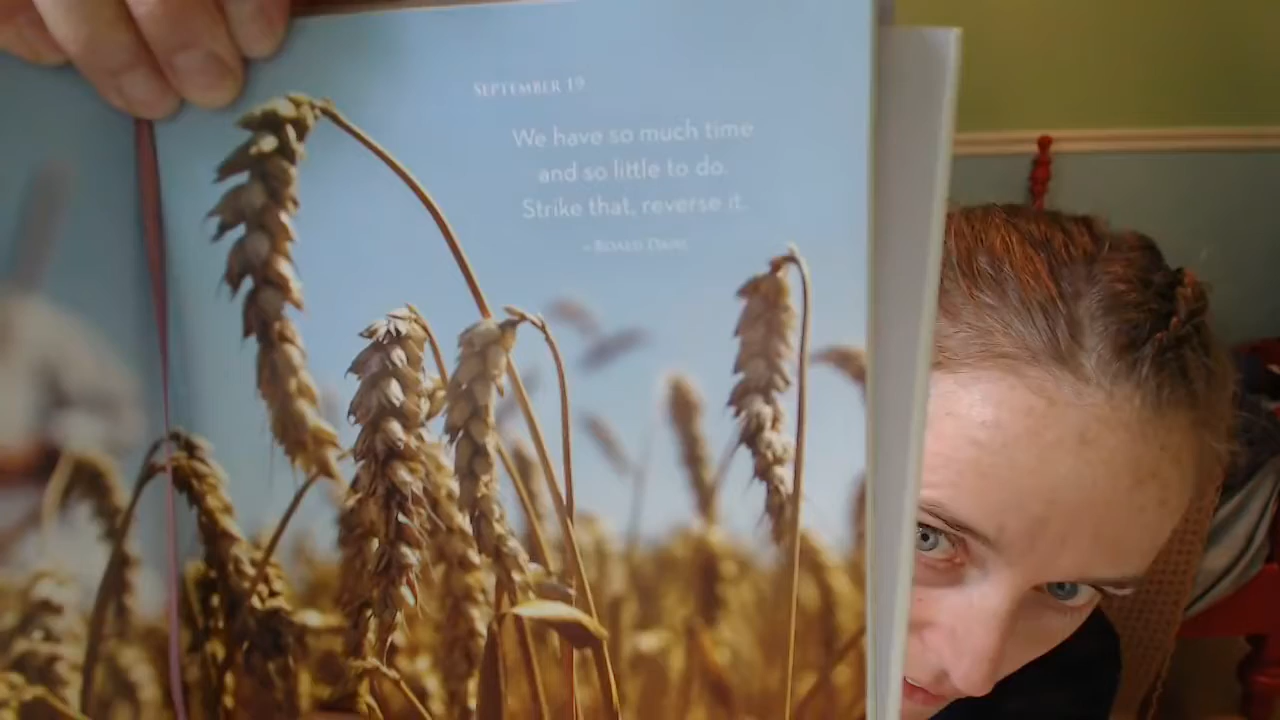 SEPTEMBER 19
We have so much time
and so little to do.
Strike that, reverse it.
– ROALD DAHL